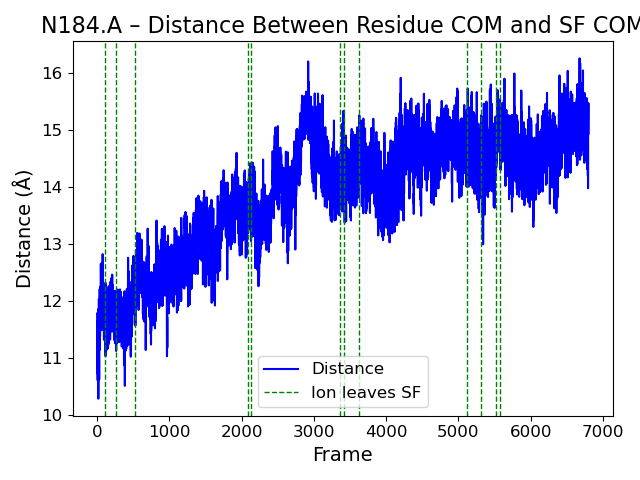 N184.A – Distance Between Residue COM and SF COM
16
15
14
13
12
11
10
Distance (Å)
Distance
Ion leaves SF
0 1000 2000 3000 4000 5000 6000 7000
Frame